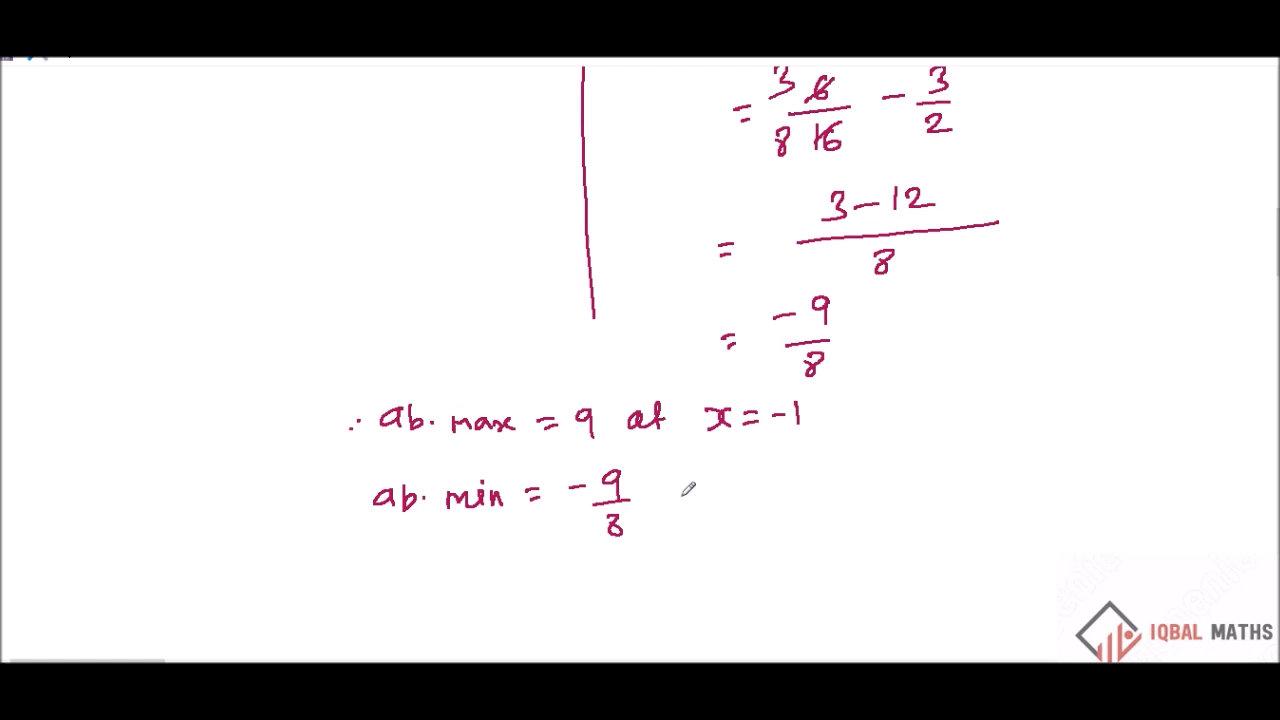 = 3 6/8 16 - 3/2
= 3-12/8
= -9/8
∴ ab. max = 9 at x = -1
ab. min = -9/8
IQBAL MATHS